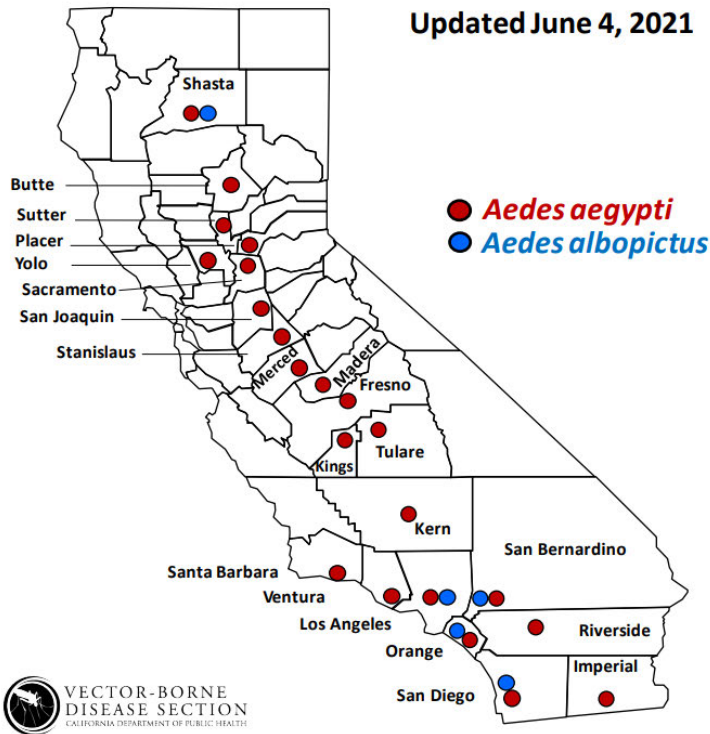 Updated June 4, 2021
Shasta
Butte
Sutter
Placer
Yolo
Sacramento
San Joaquin
Stanislaus
Aedes aegypti
Aedes albopictus
Merced
Madera
Fresno
Kings
Tulare
Kern
San Bernardino
Santa Barbara
Ventura
Los Angeles
Orange
Riverside
Imperial
San Diego
VECTOR-BORNE
DISEASE SECTION
CALIFORNIA DEPARTMENT OF PUBLIC HEALTH